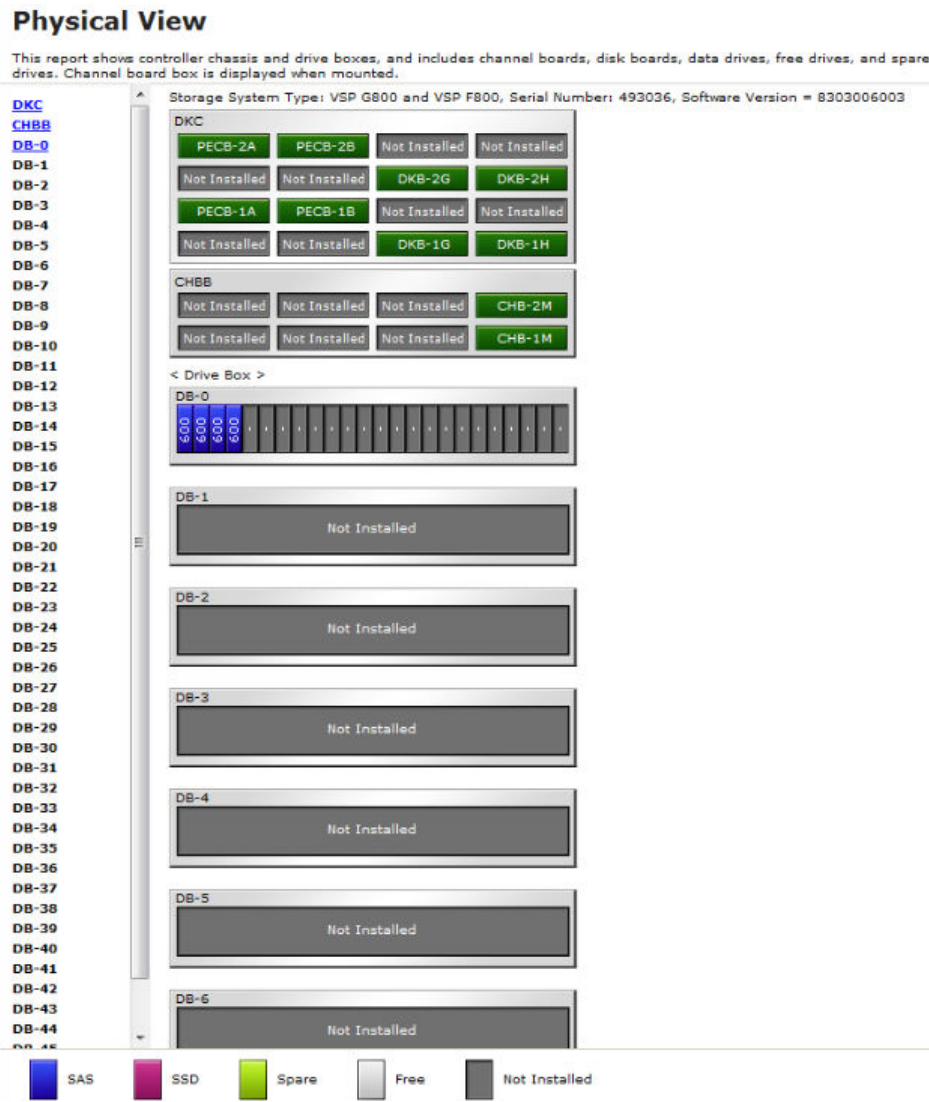 Physical View
This report shows controller chassis and drive boxes, and includes channel boards, disk boards, data drives, free drives, and spare
drives. Channel board box is displayed when mounted.
DKC
CHBB
DB-0
DB-1
DB-2
DB-3
DB-4
DB-5
DB-6
DB-7
DB-8
DB-9
DB-10
DB-11
DB-12
DB-13
DB-14
DB-15
DB-16
DB-17
DB-18
DB-19
DB-20
DB-21
DB-22
DB-23
DB-24
DB-25
DB-26
DB-27
DB-28
DB-29
DB-30
DB-31
DB-32
DB-33
DB-34
DB-35
DB-36
DB-37
DB-38
DB-39
DB-40
DB-41
DB-42
DB-43
DB-44
Storage System Type: VSP G800 and VSP F800, Serial Number: 493036, Software Version = 8303006003
DKC
PECB-2A PECB-2B Not Installed Not Installed
Not Installed Not Installed DKB-2G DKB-2H
PECB-1A PECB-1B Not Installed Not Installed
Not Installed Not Installed DKB-1G DKB-1H
CHBB
Not Installed Not Installed Not Installed CHB-2M
Not Installed Not Installed Not Installed CHB-1M
< Drive Box >
DB-0
600 600 600 600 - - - - - - - - - - - - - - - - - - - -
DB-1
Not Installed
DB-2
Not Installed
DB-3
Not Installed
DB-4
Not Installed
DB-5
Not Installed
DB-6
Not Installed
SAS SSD Spare Free Not Installed